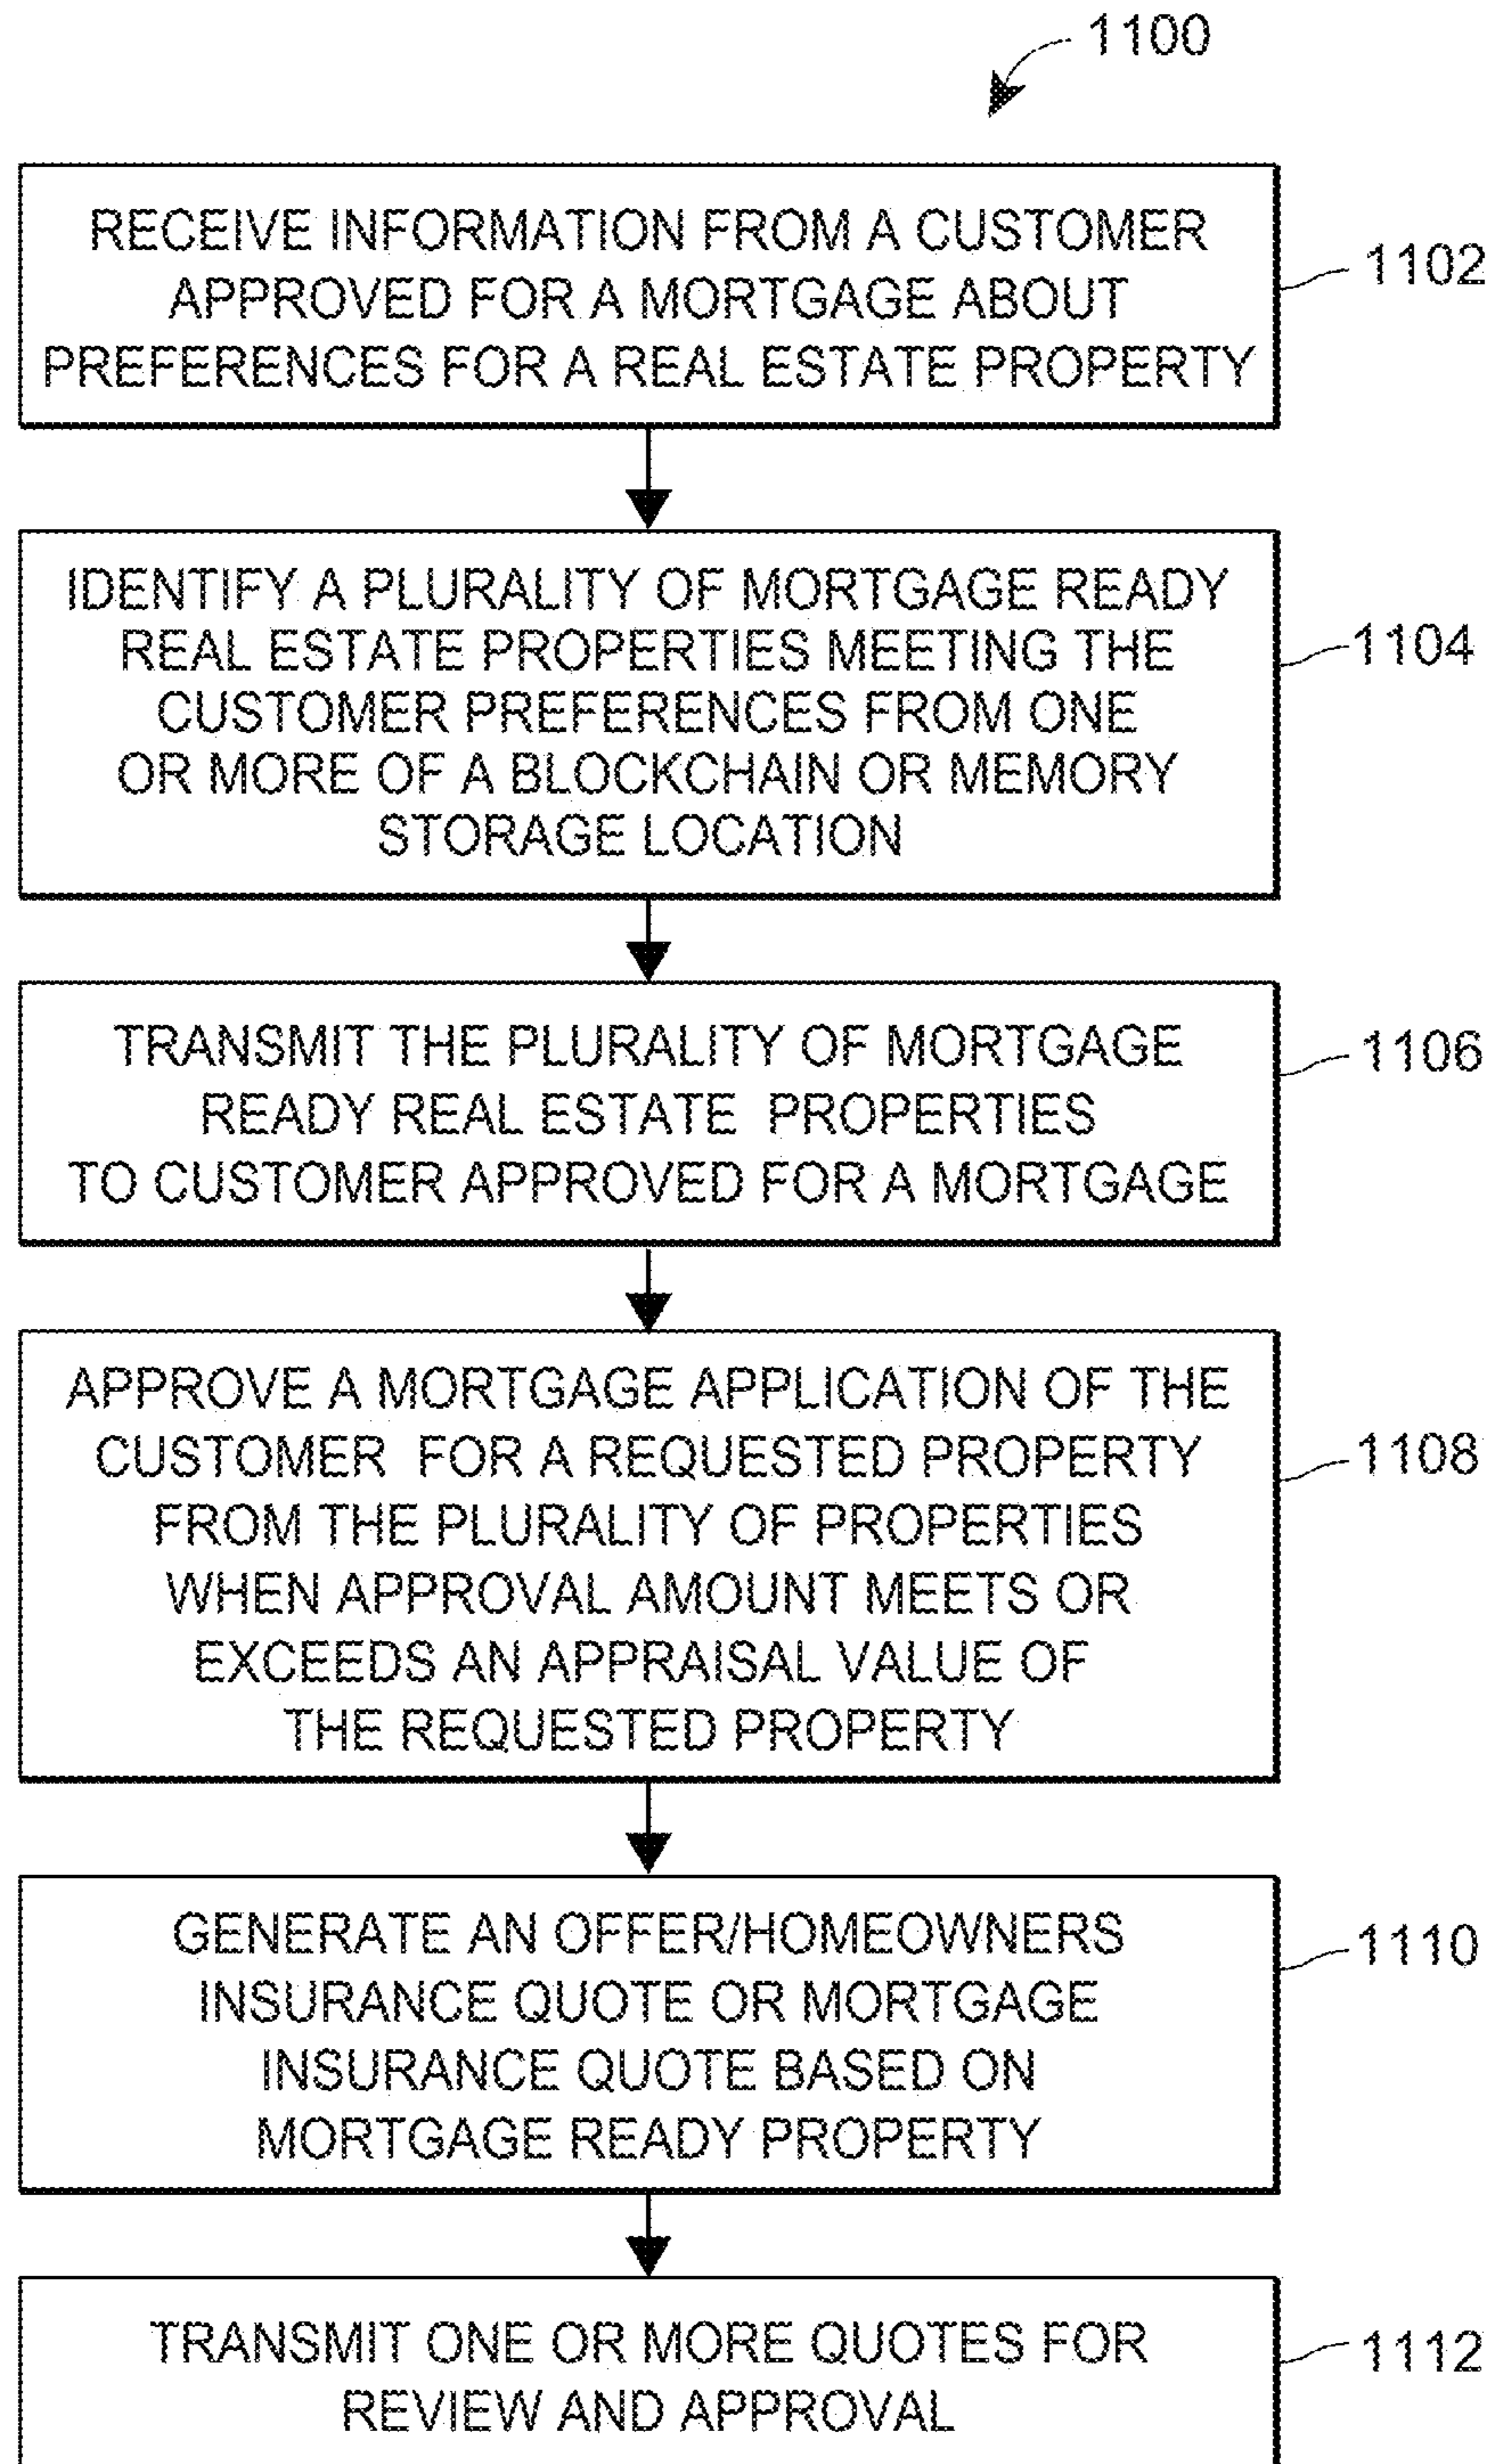 1100
RECEIVE INFORMATION FROM A CUSTOMER
APPROVED FOR A MORTGAGE ABOUT
PREFERENCES FOR A REAL ESTATE PROPERTY
1102
IDENTIFY A PLURALITY OF MORTGAGE READY
REAL ESTATE PROPERTIES MEETING THE
CUSTOMER PREFERENCES FROM ONE
OR MORE OF A BLOCKCHAIN OR MEMORY
STORAGE LOCATION
1104
TRANSMIT THE PLURALITY OF MORTGAGE
READY REAL ESTATE PROPERTIES
TO CUSTOMER APPROVED FOR A MORTGAGE
1106
APPROVE A MORTGAGE APPLICATION OF THE
CUSTOMER FOR A REQUESTED PROPERTY
FROM THE PLURALITY OF PROPERTIES
WHEN APPROVAL AMOUNT MEETS OR
EXCEEDS AN APPRAISAL VALUE OF
THE REQUESTED PROPERTY
1108
GENERATE AN OFFER/HOMEOWNERS
INSURANCE QUOTE OR MORTGAGE
INSURANCE QUOTE BASED ON
MORTGAGE READY PROPERTY
1110
TRANSMIT ONE OR MORE QUOTES FOR
REVIEW AND APPROVAL
1112